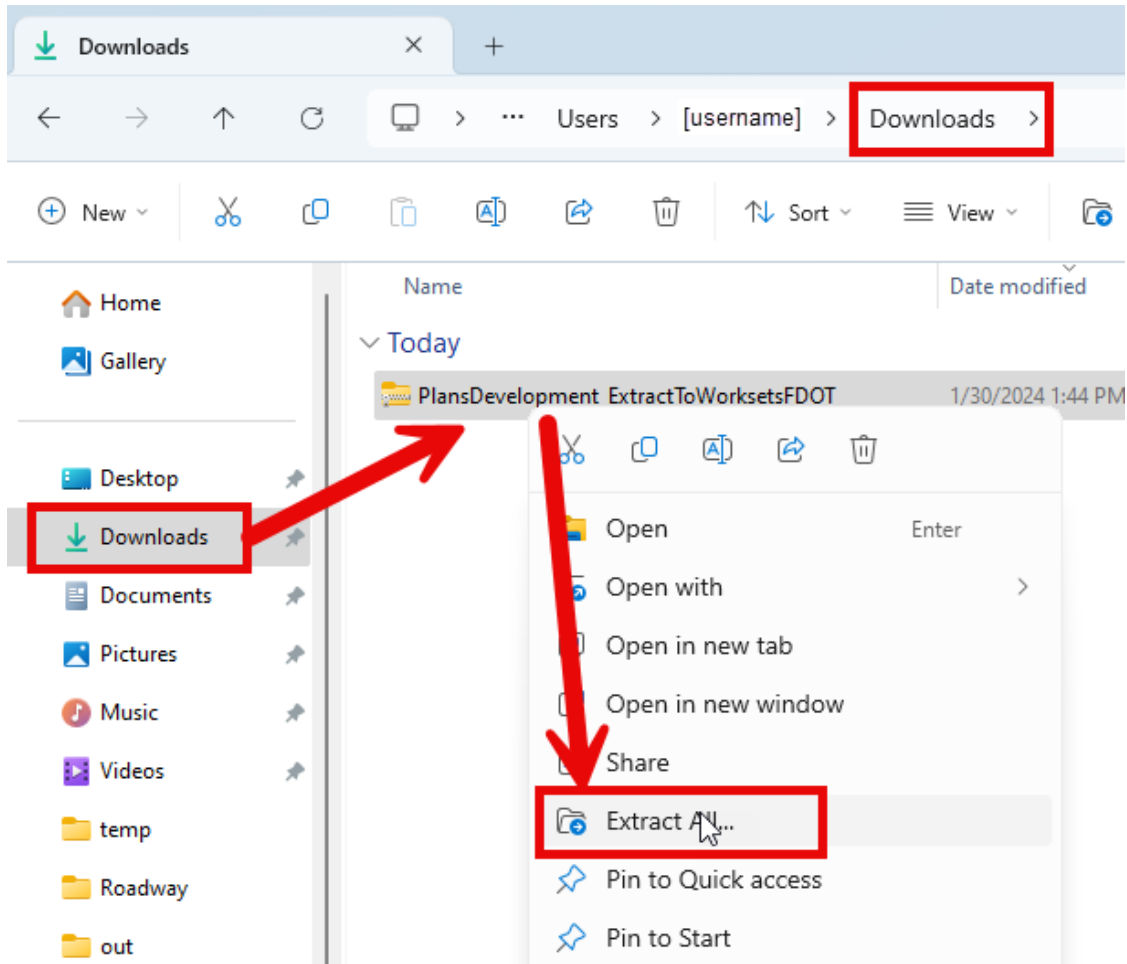 Downloads
Users > [username] > Downloads >
New Sort View
Name Date modified
Home
Gallery
Today
PlansDevelopment ExtractToWorksetsFDOT 1/30/2024 1:44 PM
Desktop
Downloads
Documents
Pictures
Music
Videos
temp
Roadway
out
Open Enter
Open with
Open in new tab
Open in new window
Share
Extract All...
Pin to Quick access
Pin to Start